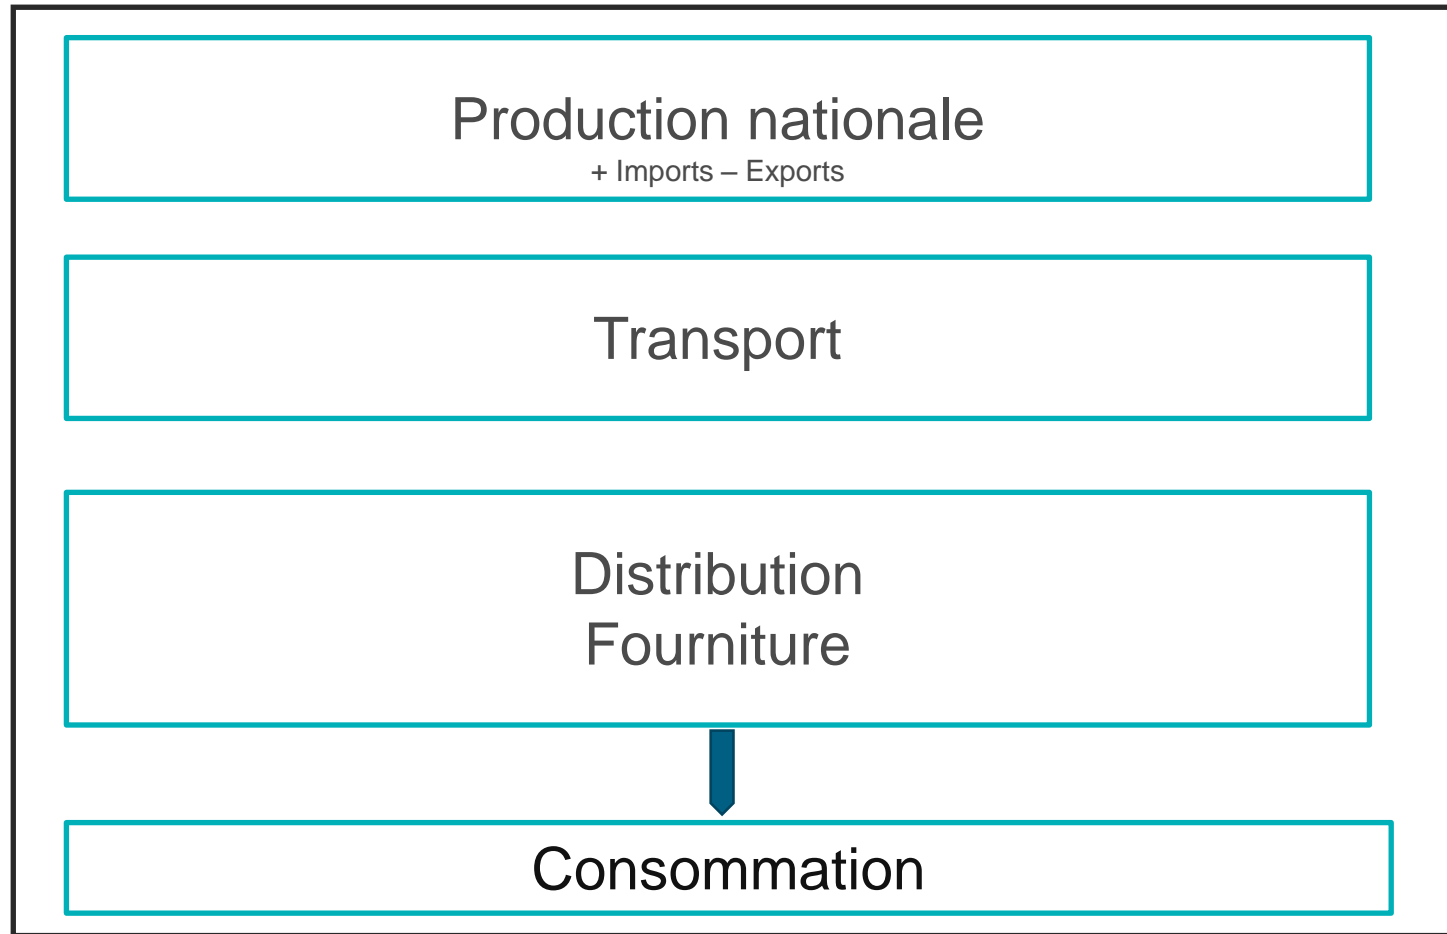 Production nationale
+ Imports – Exports
Transport
Distribution
Fourniture
Consommation